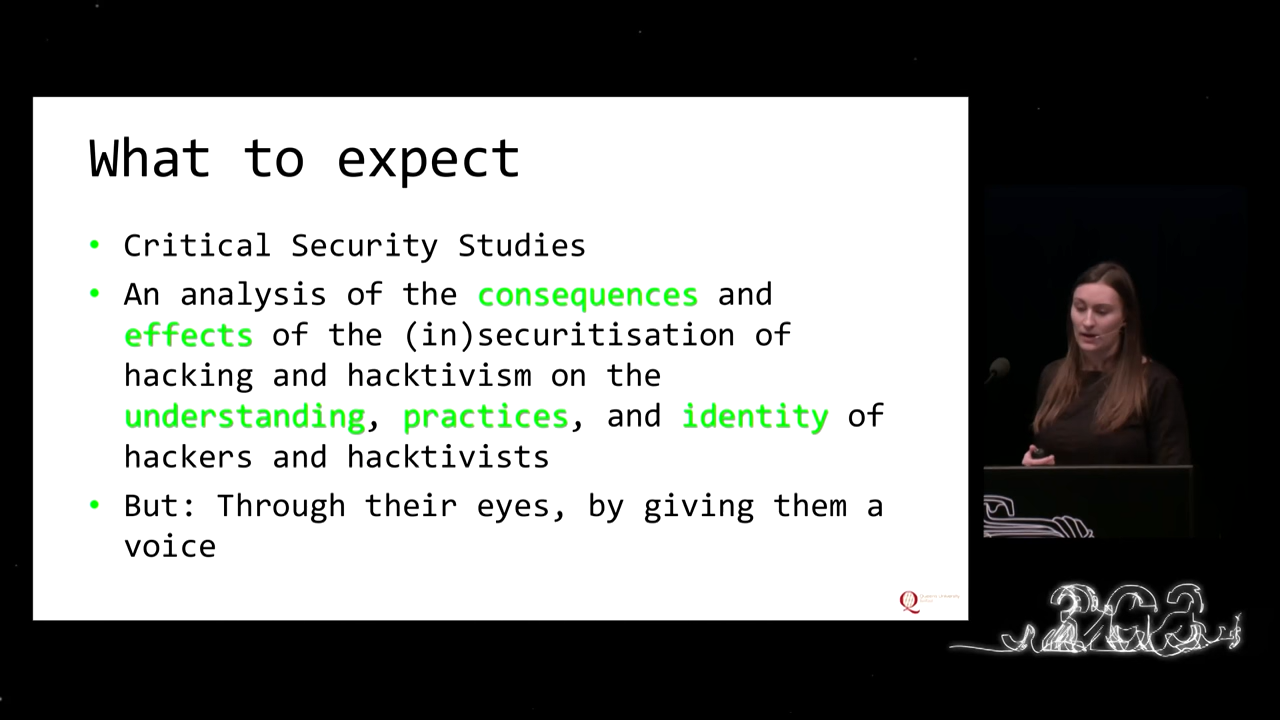 What to expect
• Critical Security Studies
• An analysis of the consequences and
effects of the (in)securitisation of
hacking and hacktivism on the
understanding, practices, and identity of
hackers and hacktivists
• But: Through their eyes, by giving them a
voice